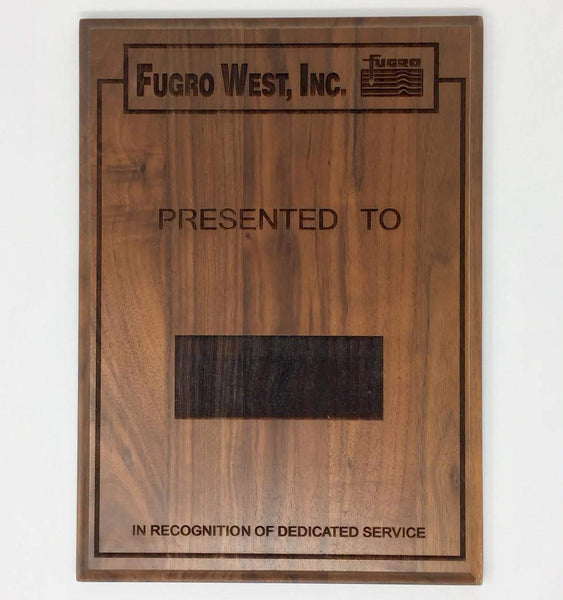 FUGRO WEST, INC.
fUGRO
PRESENTED TO
IN RECOGNITION OF DEDICATED SERVICE